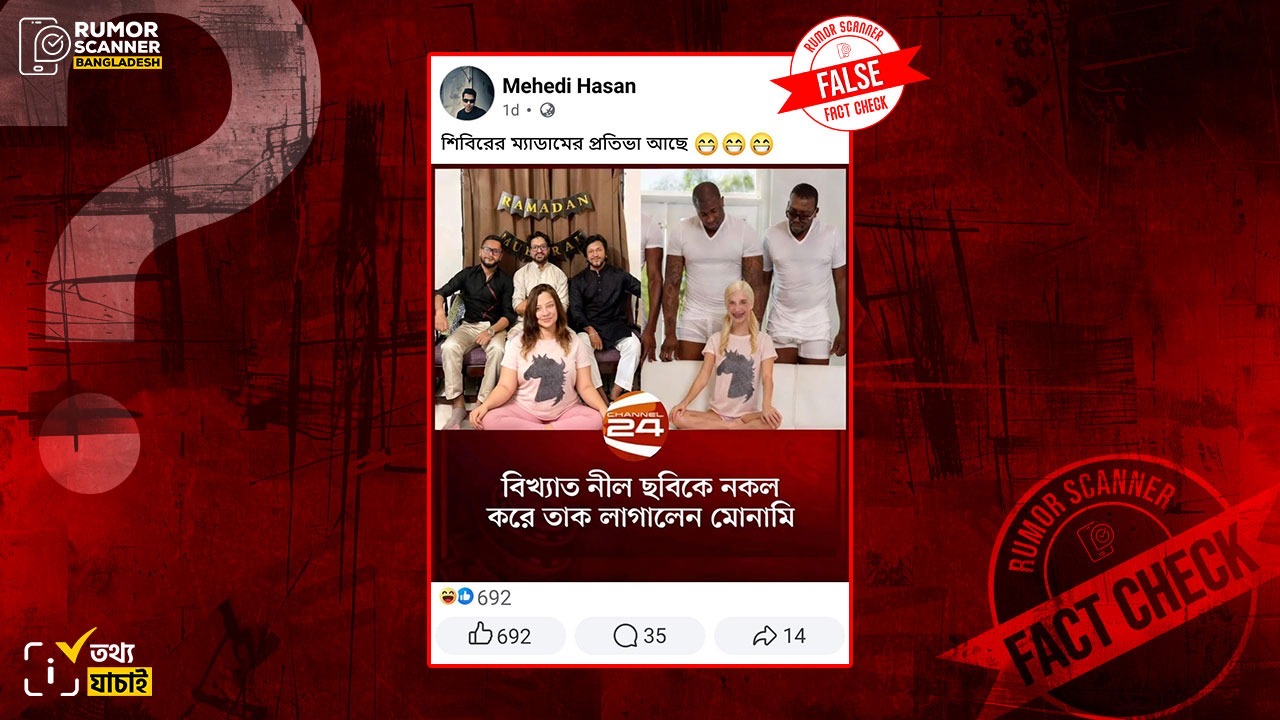 RUMOR
SCANNER
BANGLADESH
RUMOR SCANNER
FALSE
FACT CHECK
Mehedi Hasan
1d
শিবিরের ম্যাডামের প্রতিভা আছে 😁😁😁
RAMADAN
CHANNEL
24
বিখ্যাত নীল ছবিকে নকল
করে তাক লাগালেন মোনামি
692
692
35
14
তথ্য
যাচাই
RUMOR SCANNER
FACT CHECK